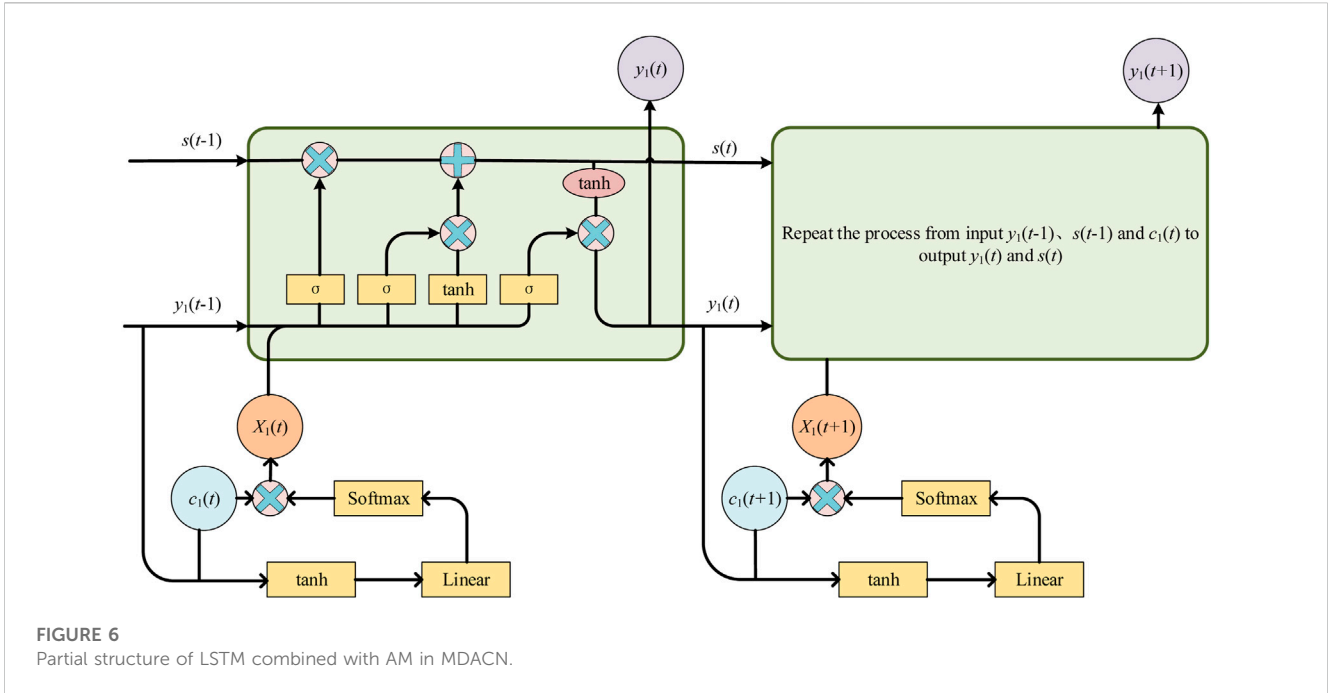 y₁(t)
y₁(t+1)
s(t-1)
s(t)
tanh
Repeat the process from input y₁(t-1)、s(t-1) and c₁(t) to
output y₁(t) and s(t)
σ
σ
tanh
σ
y₁(t-1)
y₁(t)
X₁(t)
X₁(t+1)
c₁(t)
Softmax
c₁(t+1)
Softmax
tanh
Linear
tanh
Linear
FIGURE 6
Partial structure of LSTM combined with AM in MDACN.